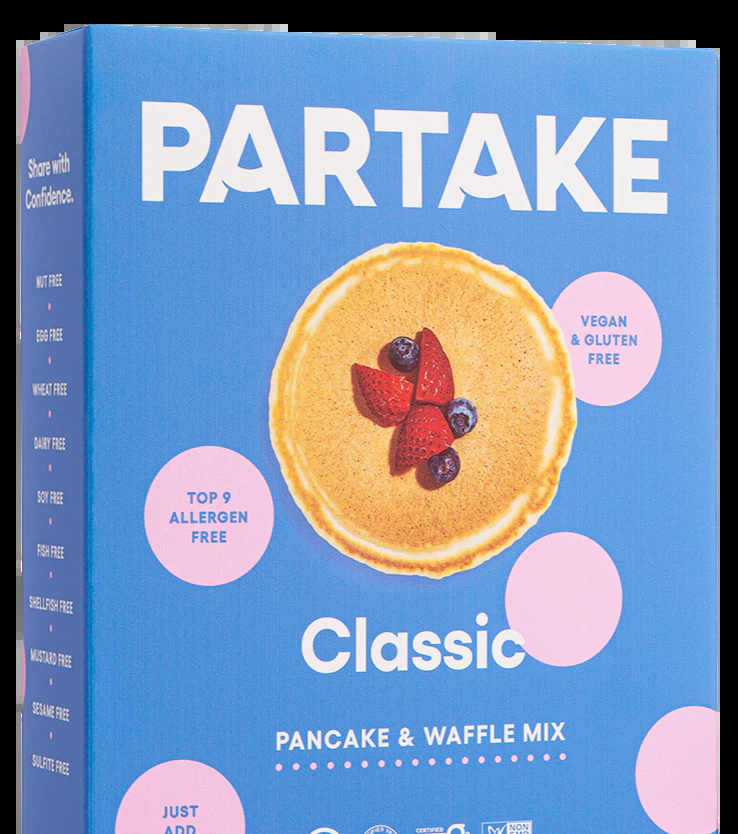 Share with
Confidence.
NUT FREE
EGG FREE
WHEAT FREE
DAIRY FREE
SOY FREE
FISH FREE
SHELLFISH FREE
MUSTARD FREE
SESAME FREE
SULFITE FREE
PARTAKE
VEGAN
& GLUTEN
FREE
TOP 9
ALLERGEN
FREE
Classic
PANCAKE & WAFFLE MIX
JUST
ADD
CERTIFIED
NON
GMO